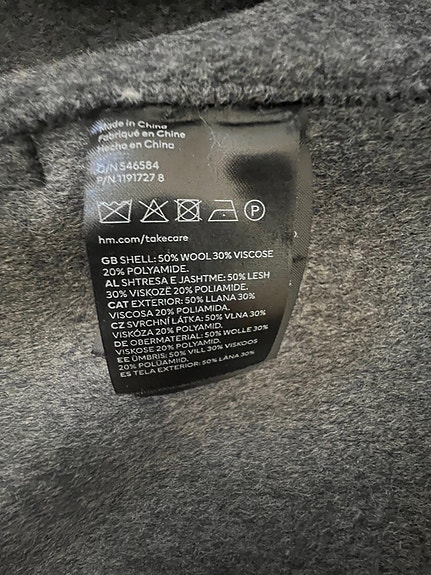 Made in China
Fabriqué en Chine
Hecho en China
O/N 546584
P/N 1191727 8
P
hm.com/takecare
GB SHELL: 50% WOOL 30% VISCOSE
20% POLYAMIDE.
AL SHTRESA E JASHTME: 50% LESH
30% VISKOZË 20% POLIAMIDE.
CAT EXTERIOR: 50% LLANA 30%
VISCOSA 20% POLIAMIDA.
CZ SVRCHNÍ LÁTKA: 50% VLNA 30%
VISKÓZA 20% POLYAMID.
DE OBERMATERIAL: 50% WOLLE 30%
VISKOSE 20% POLYAMID.
EE ÜMBRIS: 50% VILL 30% VISKOOS
20% POLÜAMIID.
ES TELA EXTERIOR: 50% LANA 30%